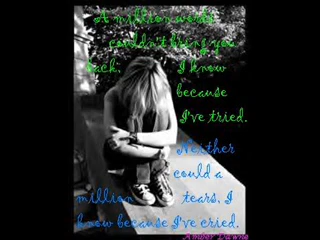 A million words
couldn't bring you
back, I know
because
I've tried.
Neither
could a
million tears, I
know because I've cried.
Amber Dawne